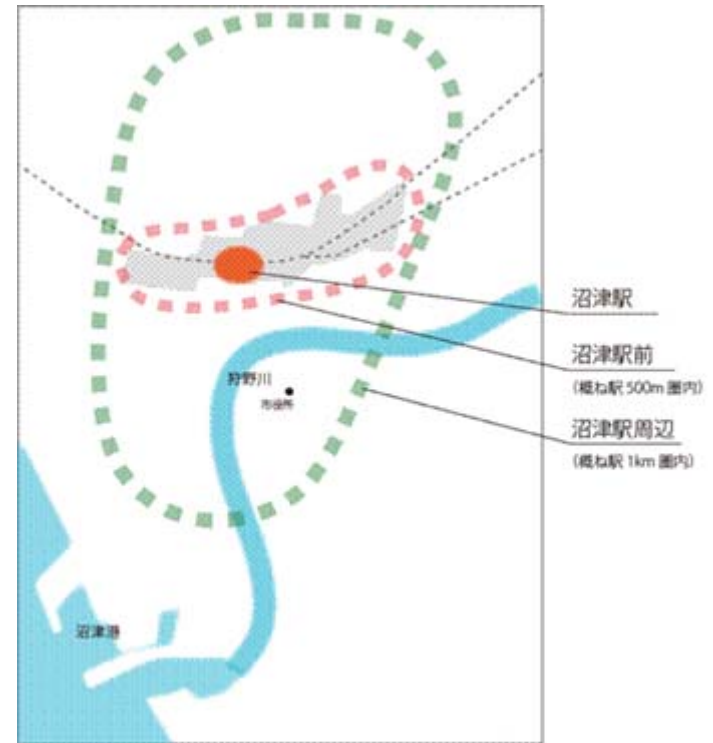 沼津駅
沼津駅前
（概ね駅 500m 圏内）
沼津駅周辺
（概ね駅 1km 圏内）
狩野川
市役所
沼津港